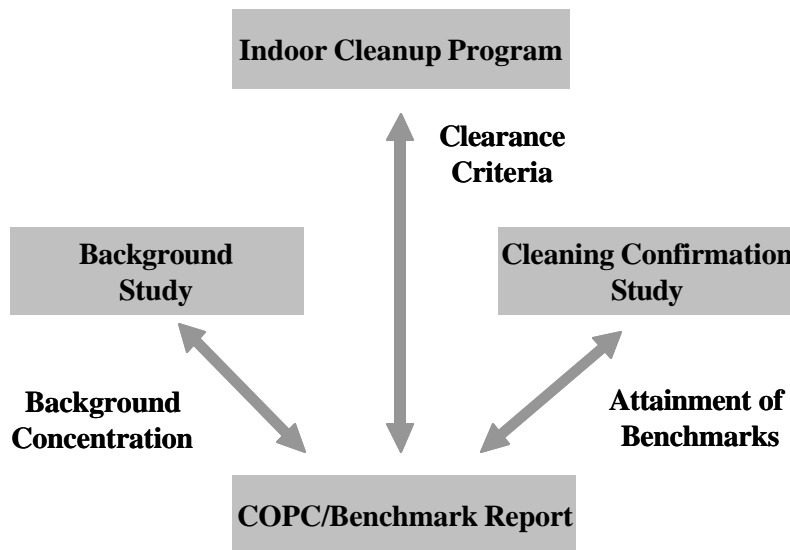 Indoor Cleanup Program
Clearance
Criteria
Background
Study
Cleaning Confirmation
Study
Background
Concentration
Attainment of
Benchmarks
COPC/Benchmark Report